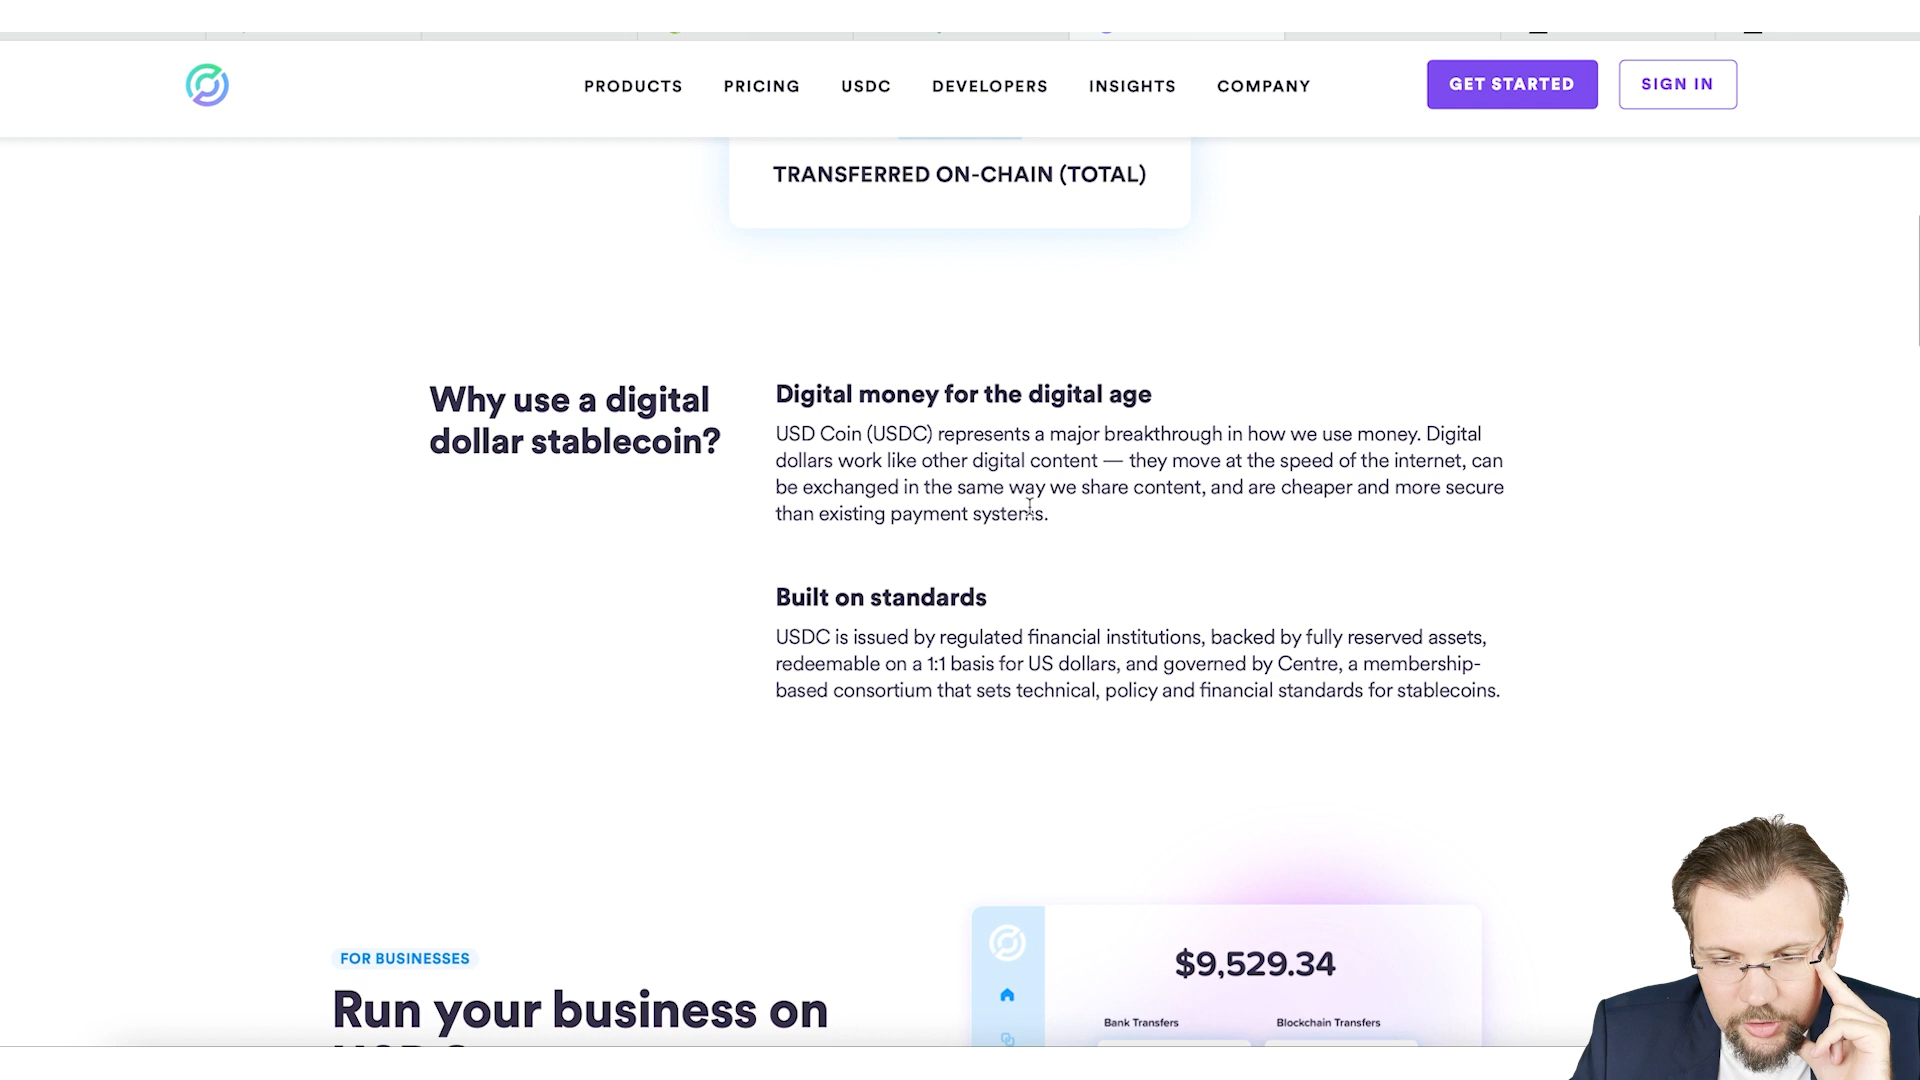 PRODUCTS PRICING USDC DEVELOPERS INSIGHTS COMPANY GET STARTED SIGN IN
TRANSFERRED ON-CHAIN (TOTAL)
Why use a digital
dollar stablecoin?
Digital money for the digital age
USD Coin (USDC) represents a major breakthrough in how we use money. Digital
dollars work like other digital content — they move at the speed of the internet, can
be exchanged in the same way we share content, and are cheaper and more secure
than existing payment systems.
Built on standards
USDC is issued by regulated financial institutions, backed by fully reserved assets,
redeemable on a 1:1 basis for US dollars, and governed by Centre, a membership-
based consortium that sets technical, policy and financial standards for stablecoins.
FOR BUSINESSES
Run your business on
$9,529.34
Bank Transfers Blockchain Transfers